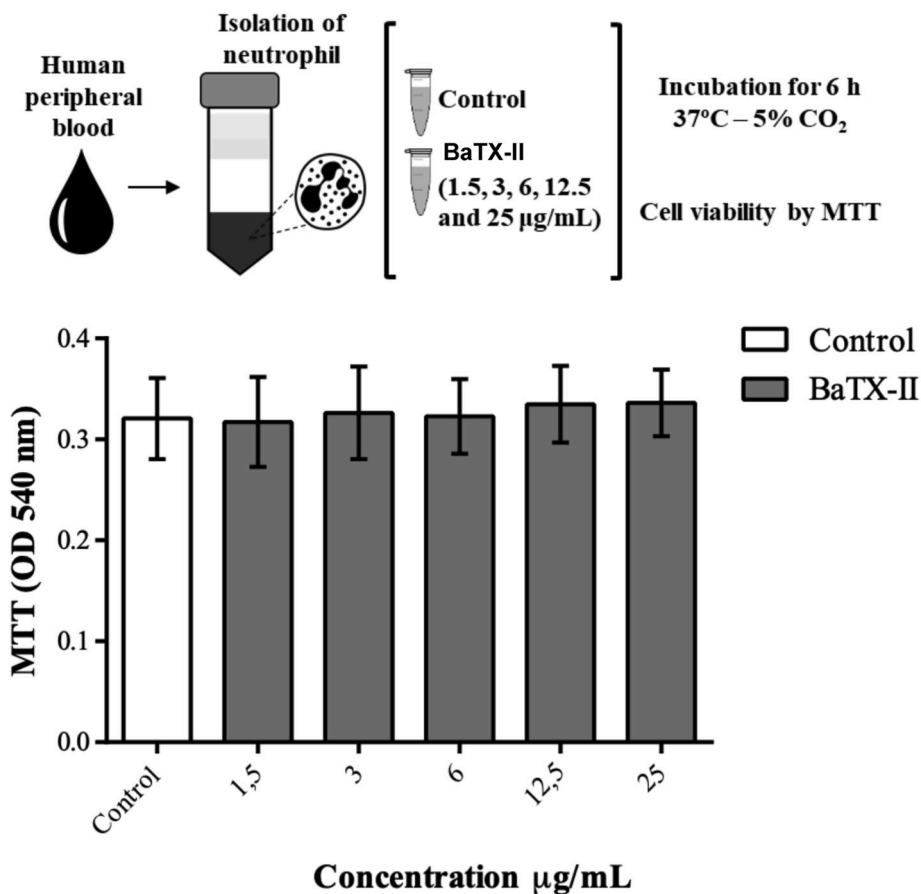 Human
peripheral
blood
Isolation of
neutrophil
Control
BaTX-II
(1.5, 3, 6, 12.5
and 25 µg/mL)
Incubation for 6 h
37ºC – 5% CO₂
Cell viability by MTT
MTT (OD 540 nm)
0.4
0.3
0.2
0.1
0.0
Control
1,5
3
6
12,5
25
Concentration µg/mL
Control
BaTX-II